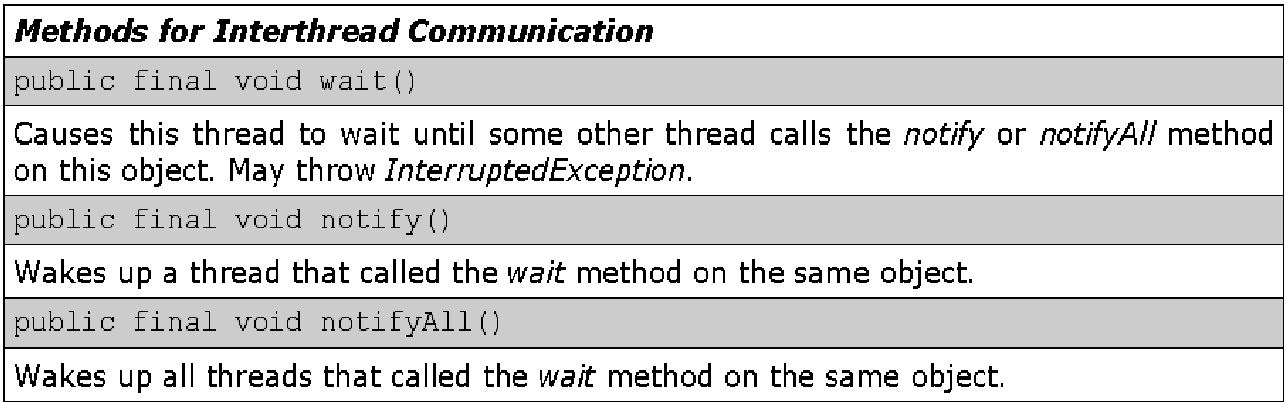 Methods for Interthread Communication
public final void wait()
Causes this thread to wait until some other thread calls the notify or notifyAll method
on this object. May throw InterruptedException.
public final void notify()
Wakes up a thread that called the wait method on the same object.
public final void notifyAll()
Wakes up all threads that called the wait method on the same object.